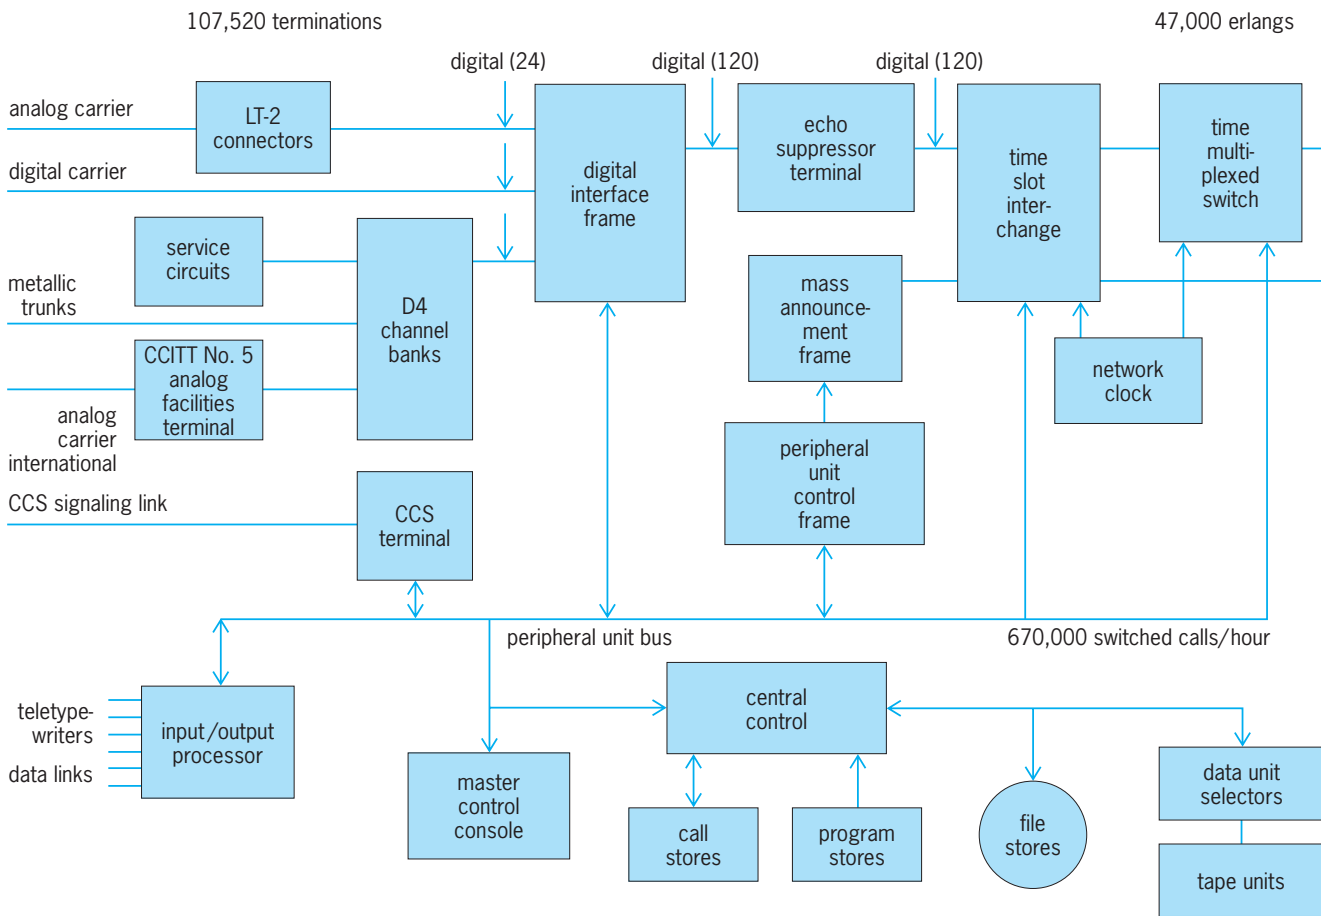 107,520 terminations
47,000 erlangs
digital (24)
digital (120)
digital (120)
analog carrier
LT-2
connectors
digital carrier
digital
interface
frame
echo
suppressor
terminal
time
slot
inter-
change
time
multi-
plexed
switch
service
circuits
metallic
trunks
D4
channel
banks
mass
announce-
ment
frame
network
clock
CCITT No. 5
analog
facilities
terminal
analog
carrier
international
peripheral
unit
control
frame
CCS signaling link
CCS
terminal
peripheral unit bus
670,000 switched calls/hour
teletype-
writers
data links
input/output
processor
central
control
master
control
console
call
stores
program
stores
file
stores
data unit
selectors
tape units